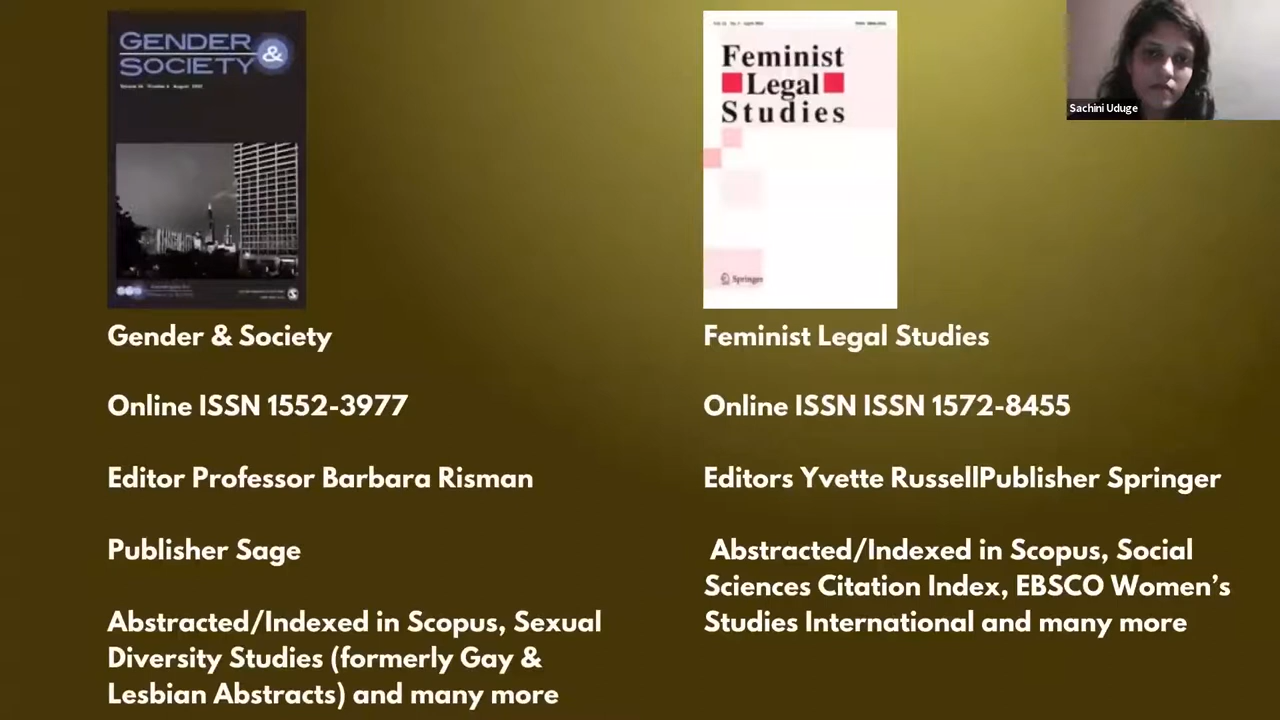 GENDER &
SOCIETY
Feminist
Legal
Studies
Springer
Sachini Uduge
Gender & Society
Online ISSN 1552-3977
Editor Professor Barbara Risman
Publisher Sage
Abstracted/Indexed in Scopus, Sexual
Diversity Studies (formerly Gay &
Lesbian Abstracts) and many more
Feminist Legal Studies
Online ISSN ISSN 1572-8455
Editors Yvette RussellPublisher Springer
Abstracted/Indexed in Scopus, Social
Sciences Citation Index, EBSCO Women’s
Studies International and many more